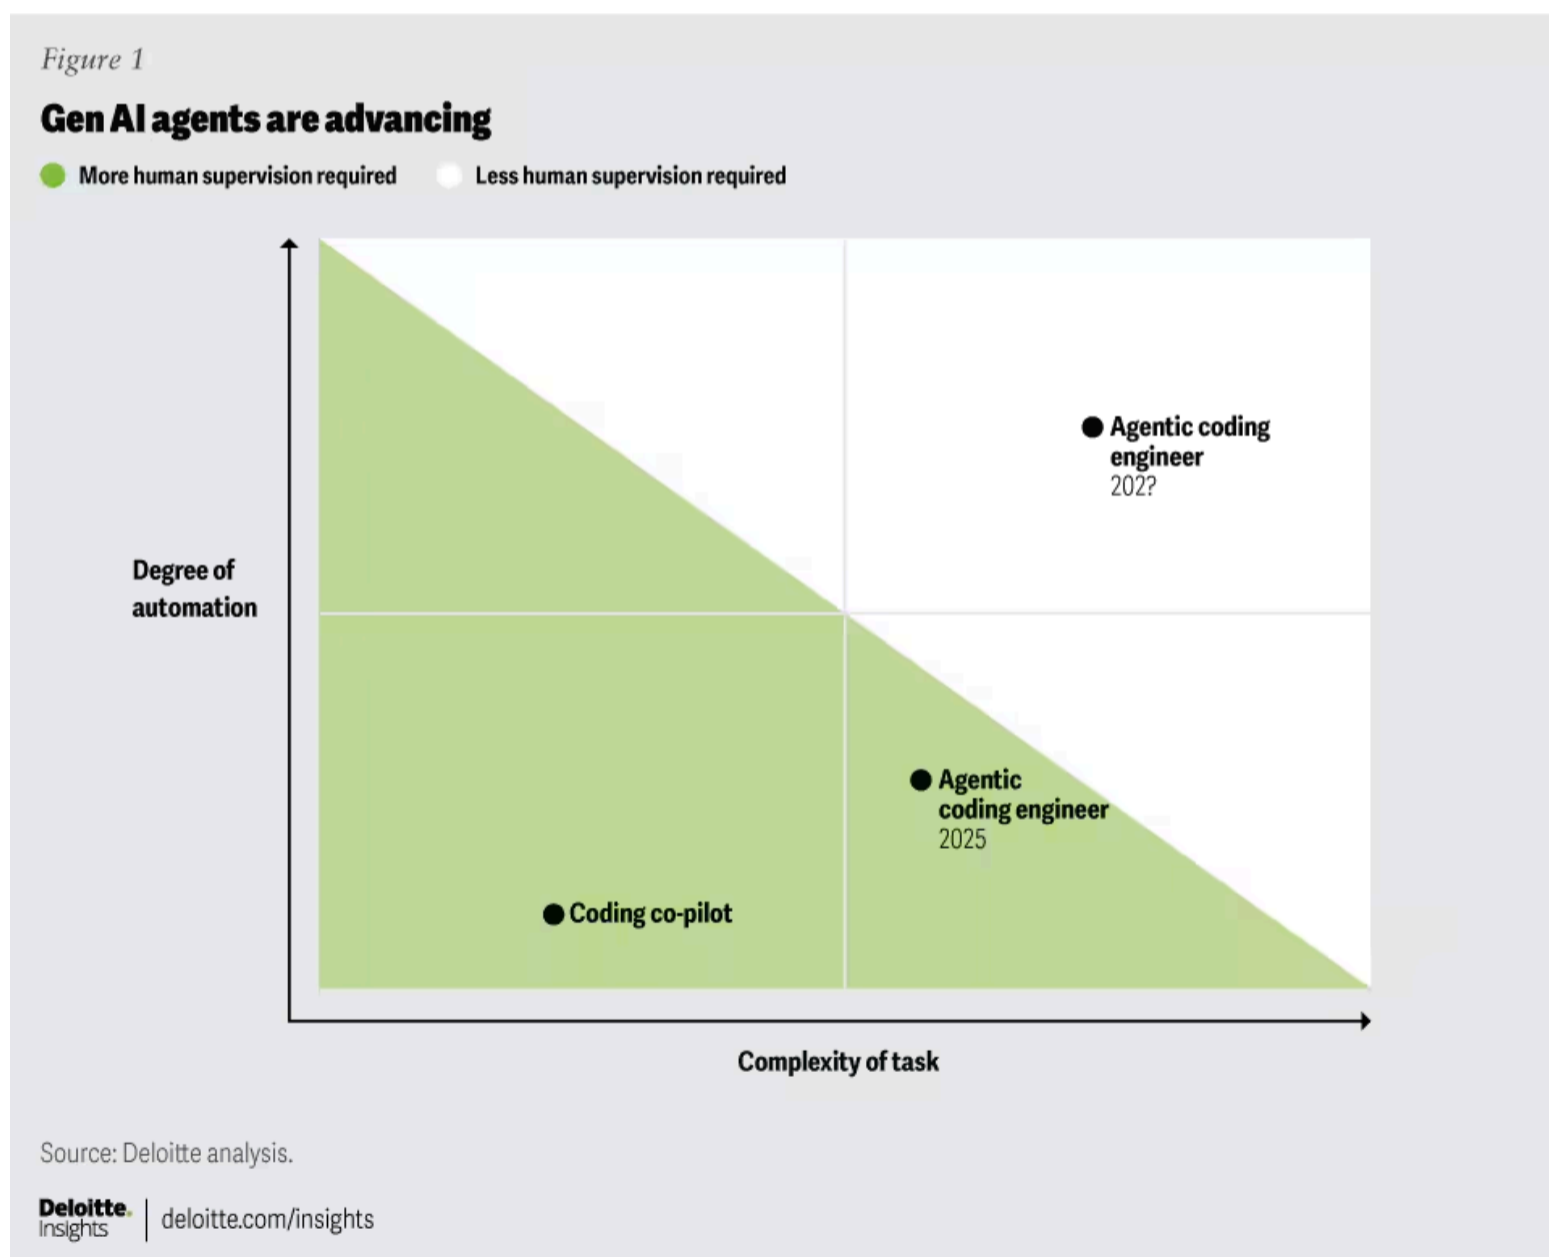 Figure 1
Gen AI agents are advancing
More human supervision required
Less human supervision required
Agentic coding
engineer
202?
Degree of
automation
Agentic
coding engineer
2025
Coding co-pilot
Complexity of task
Source: Deloitte analysis.
Deloitte.
Insights
deloitte.com/insights